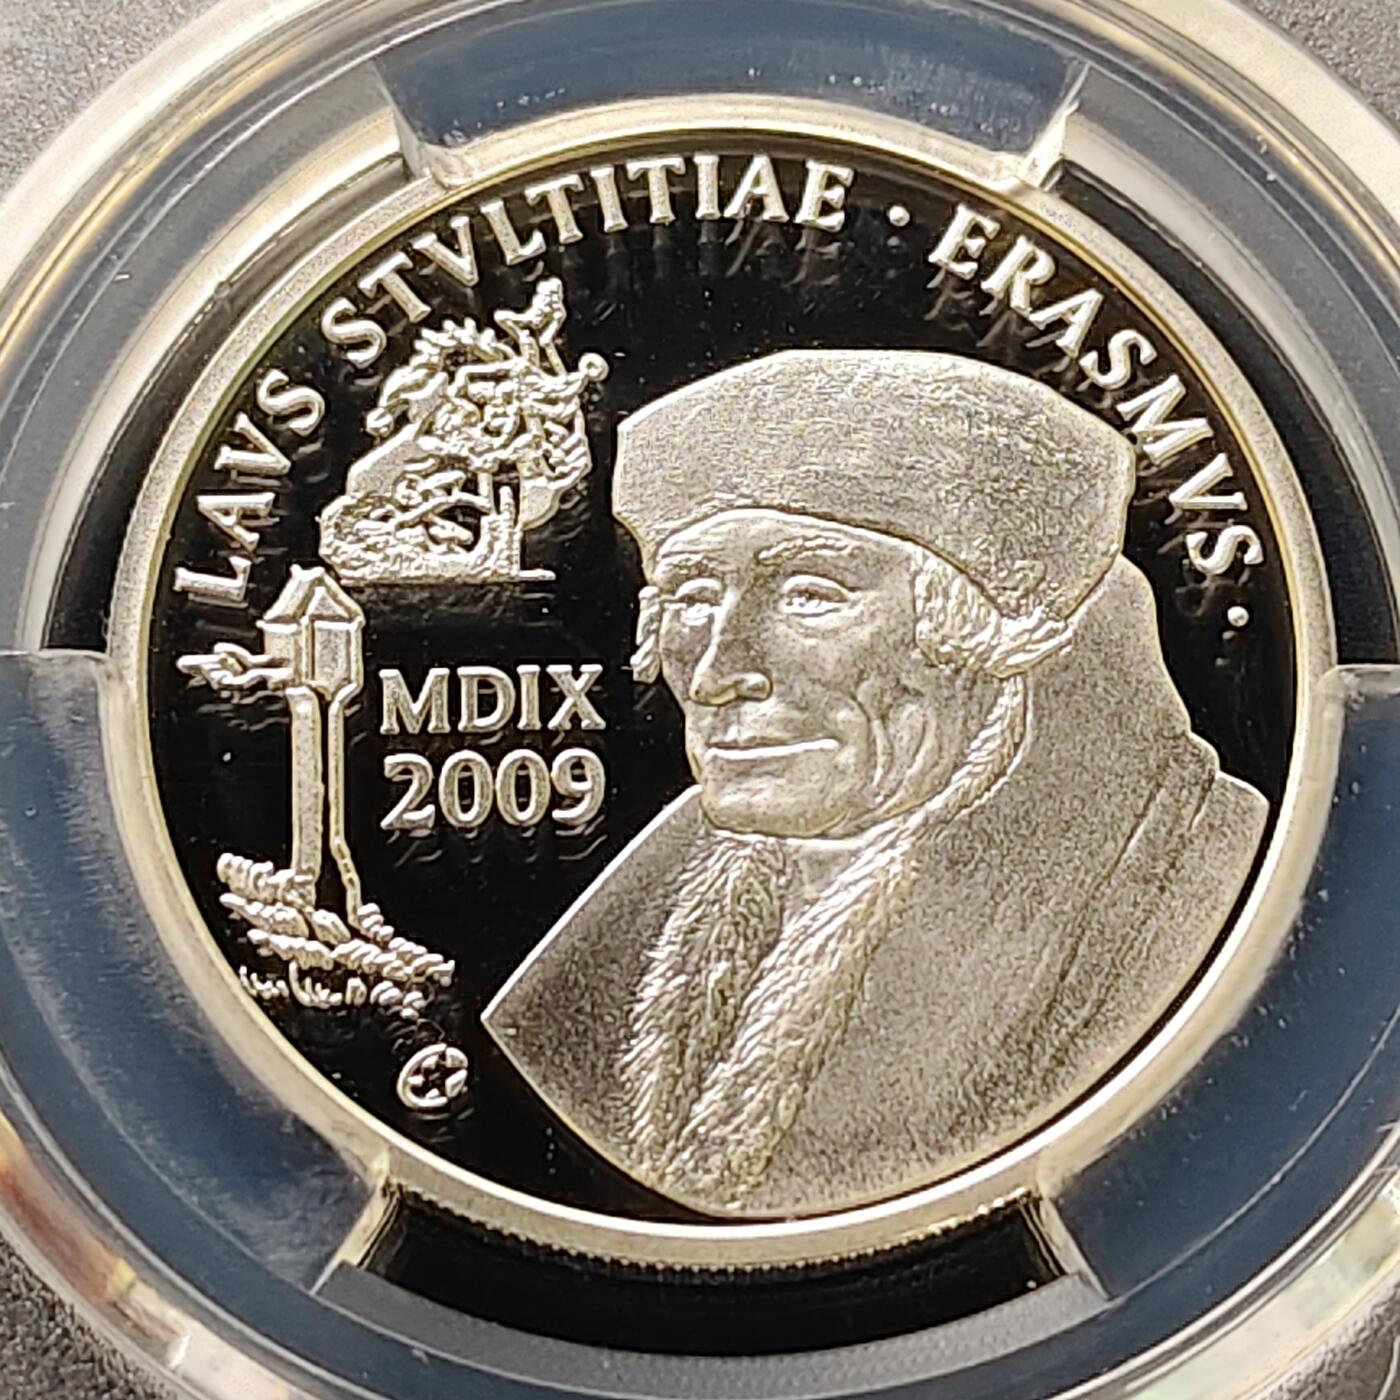 LAVS STVLTITIAE · ERASMVS ·
MDIX
2009